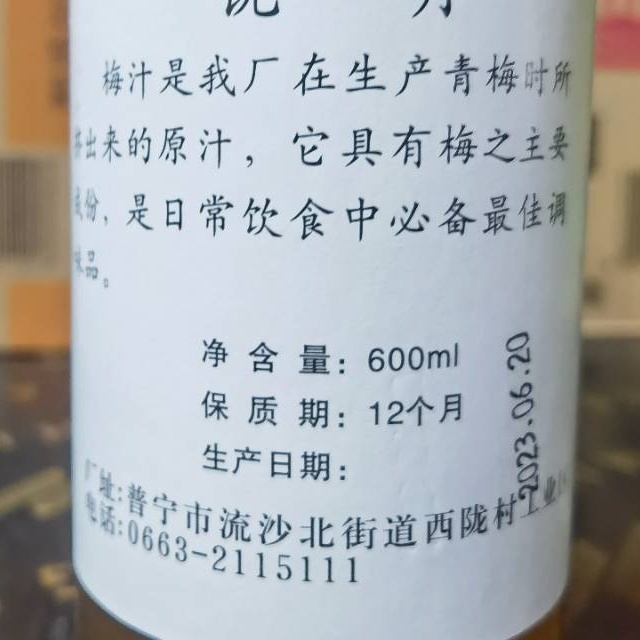 说 明
梅汁是我厂在生产青梅时所
挤出来的原汁，它具有梅之主要
成份，是日常饮食中必备最佳调
味品。
净含量：600ml
保质期：12个月
生产日期：
2023.06.20
厂址:普宁市流沙北街道西陇村工业
电话:0663-2115111